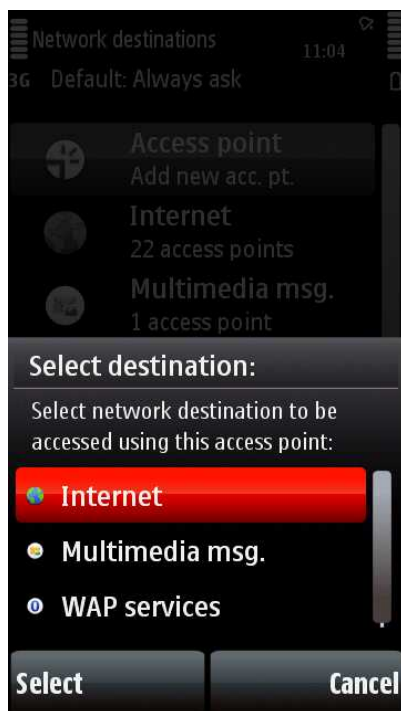 Network destinations
11:04
3G Default: Always ask
Access point
Add new acc. pt.
Internet
22 access points
Multimedia msg.
1 access point
Select destination:
Select network destination to be
accessed using this access point:
Internet
Multimedia msg.
WAP services
Select Cancel